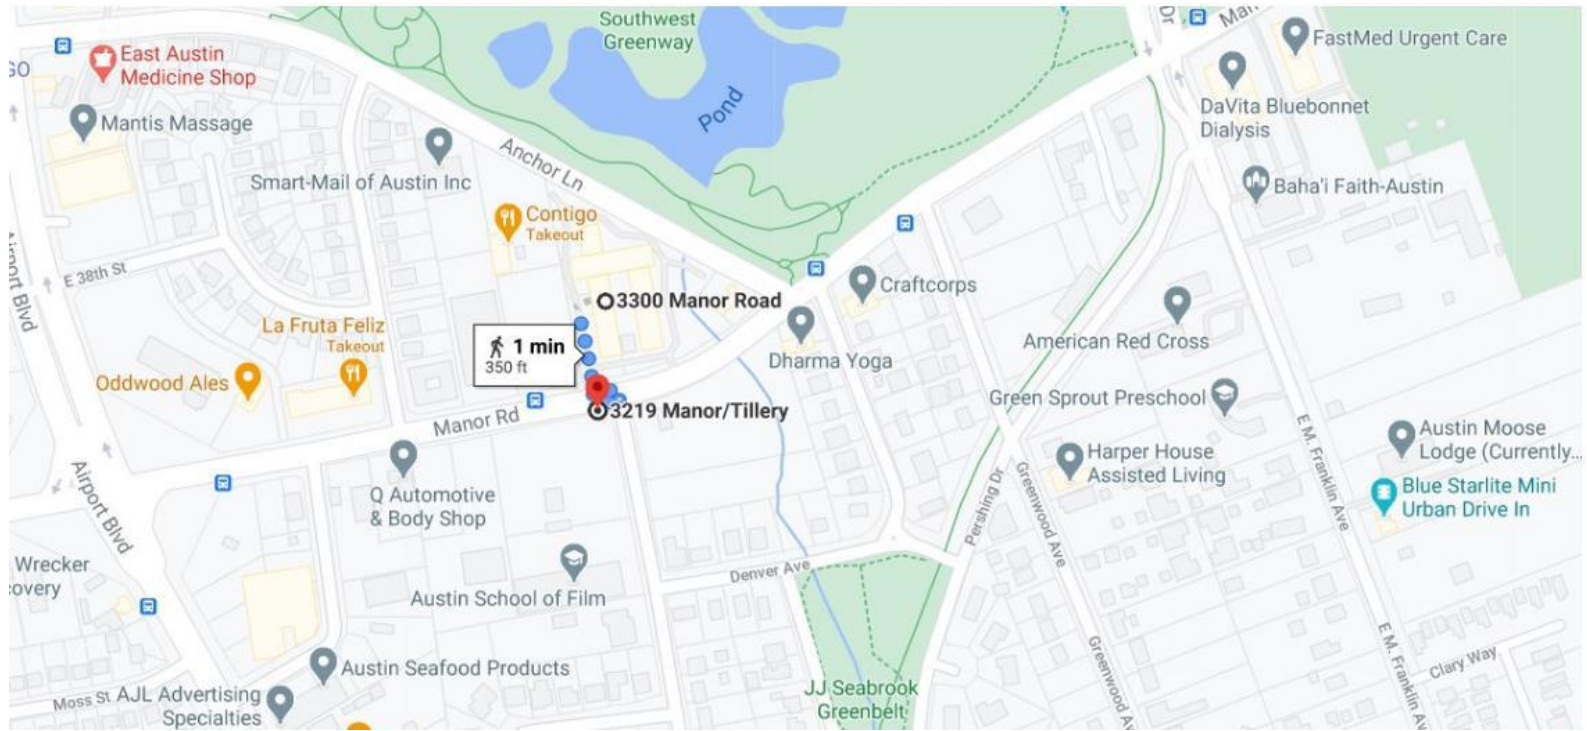 Southwest
Greenway
Dr
FastMed Urgent Care
East Austin
Medicine Shop
GO
DaVita Bluebonnet
Dialysis
Pond
Mantis Massage
Anchor Ln
Smart-Mail of Austin Inc
Baha'i Faith-Austin
Contigo
Takeout
E 38th St
Airport Blvd
Craftcorps
3300 Manor Road
La Fruta Feliz
Takeout
1 min
350 ft
Dharma Yoga
American Red Cross
Oddwood Ales
Green Sprout Preschool
3219 Manor/Tillery
Manor Rd
E M. Franklin Ave
Austin Moose
Lodge (Currently...
Harper House
Assisted Living
Blue Starlite Mini
Urban Drive In
Q Automotive
& Body Shop
Airport Blvd
Pershing Dr
Greenwood Ave
Wrecker
covery
Denver Ave
Austin School of Film
Austin Seafood Products
Greenwood Av
E M. Franklin Av
Clary Way
Moss St
AJL Advertising
Specialties
JJ Seabrook
Greenbelt